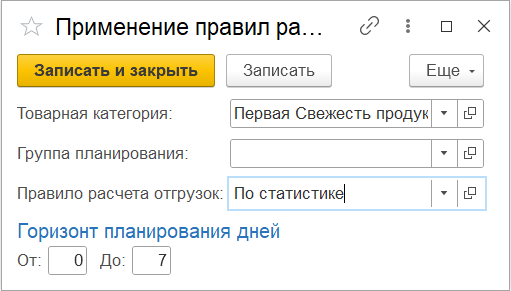 Применение правил ра...
Записать и закрыть Записать Еще
Товарная категория: Первая Свежесть продук
Группа планирования:
Правило расчета отгрузок: По статистике
Горизонт планирования дней
От: 0 До: 7